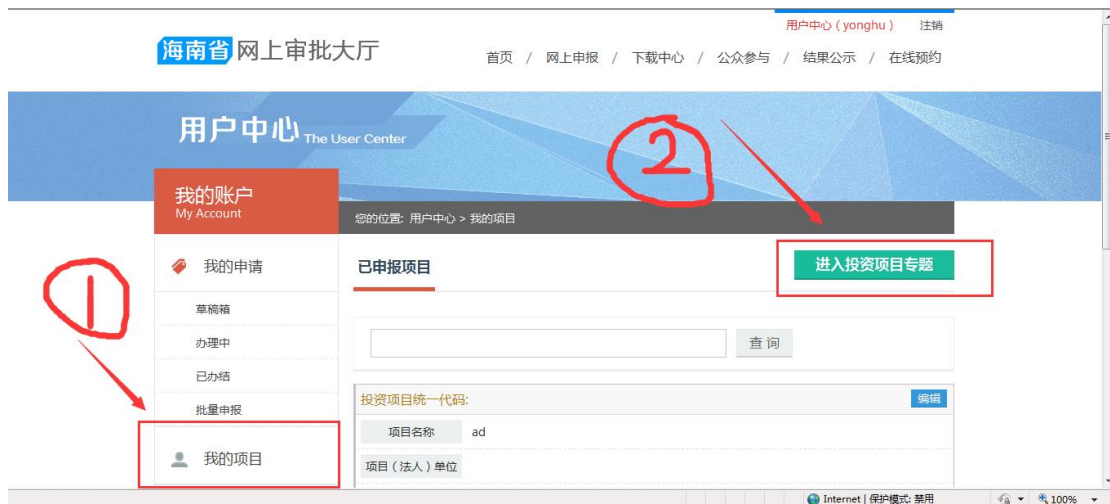 用户中心（yonghu） 注销
海南省 网上审批大厅
首页 / 网上申报 / 下载中心 / 公众参与 / 结果公示 / 在线预约
用户中心 The User Center
②
我的账户
My Account
您的位置: 用户中心 > 我的项目
①
我的申请
已申报项目
进入投资项目专题
草稿箱
办理中
查询
已办结
批量申报
投资项目统一代码:
编辑
项目名称 ad
我的项目
项目（法人）单位
Internet | 保护模式: 禁用
100%